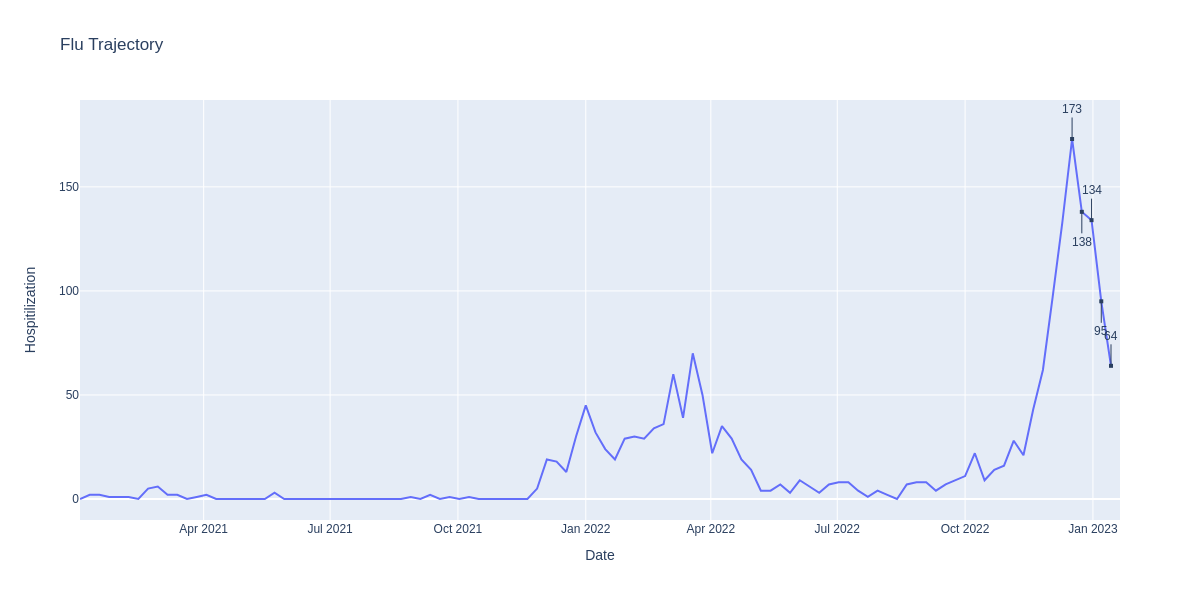 Flu Trajectory
173
150
134
138
100
95
64
50
0
Hospitilization
Apr 2021
Jul 2021
Oct 2021
Jan 2022
Apr 2022
Jul 2022
Oct 2022
Jan 2023
Date